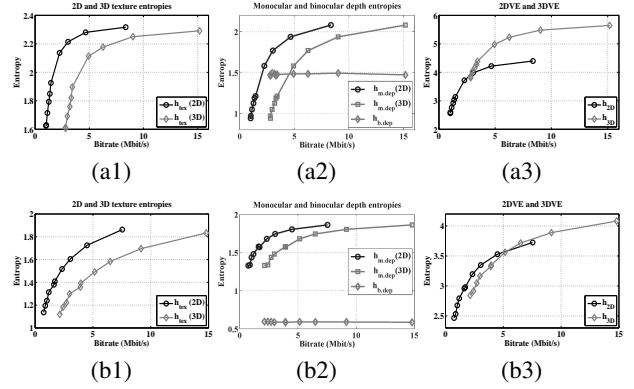 2D and 3D texture entropies
Entropy
2.4
2.2
2
1.8
1.6
0
5
10
15
Bitrate (Mbit/s)
h_tex (2D)
h_tex (3D)
(a1)
Monocular and binocular depth entropies
Entropy
2
1.5
1
0
5
10
15
Bitrate (Mbit/s)
h_m.dep (2D)
h_m.dep (3D)
h_b.dep
(a2)
2DVE and 3DVE
Entropy
6
5
4
3
2
0
5
10
15
Bitrate (Mbit/s)
h_2D
h_3D
(a3)
2D and 3D texture entropies
Entropy
2
1.8
1.6
1.4
1.2
1
0
5
10
15
Bitrate (Mbit/s)
h_tex (2D)
h_tex (3D)
(b1)
Monocular and binocular depth entropies
Entropy
2
1.5
1
0.5
0
5
10
15
Bitrate (Mbit/s)
h_m.dep (2D)
h_m.dep (3D)
h_b.dep
(b2)
2DVE and 3DVE
Entropy
4
3.5
3
2.5
0
5
10
15
Bitrate (Mbit/s)
h_2D
h_3D
(b3)